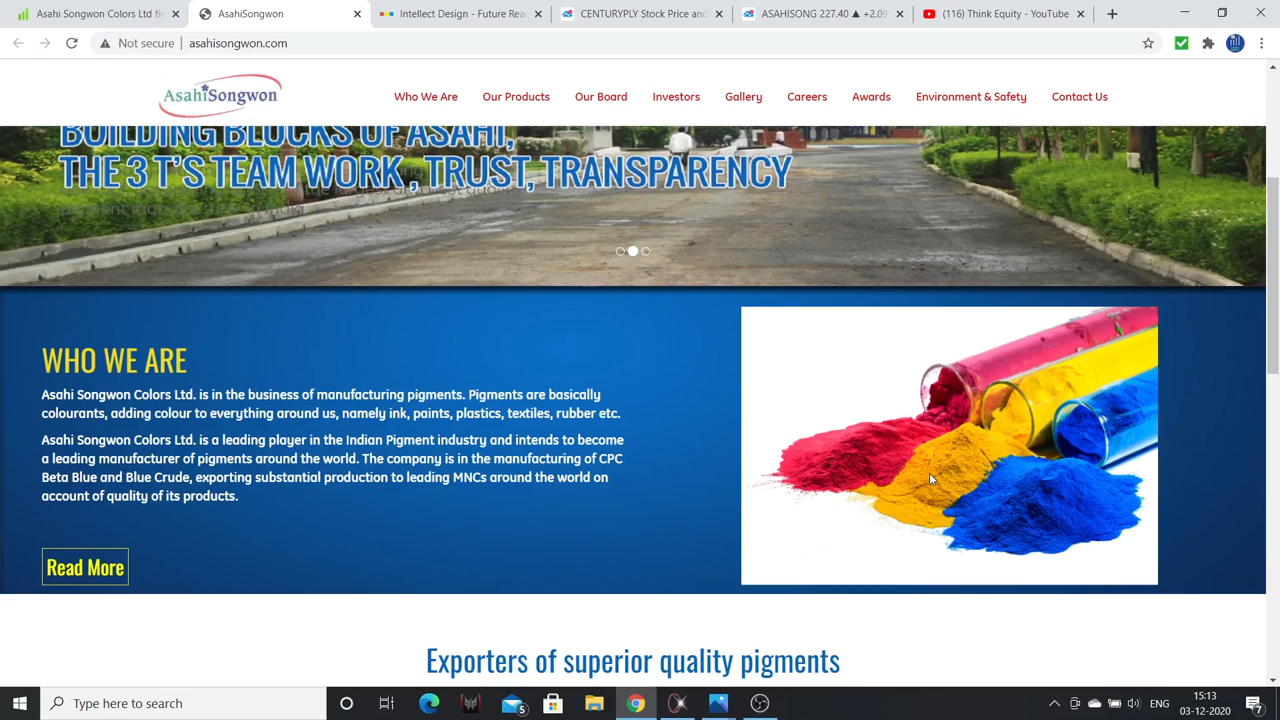 Asahi Songwon Colors Ltd fin
AsahiSongwon
Intellect Design - Future Rea
CENTURYPLY Stock Price and
ASAHISONG 227.40 ▲ +2.09
(116) Think Equity - YouTube
Not secure | asahisongwon.com
AsahiSongwon
Who We Are
Our Products
Our Board
Investors
Gallery
Careers
Awards
Environment & Safety
Contact Us
BUILDING BLOCKS OF ASAHI,
THE 3 T'S TEAM WORK , TRUST, TRANSPARENCY
WHO WE ARE
Asahi Songwon Colors Ltd. is in the business of manufacturing pigments. Pigments are basically
colourants, adding colour to everything around us, namely ink, paints, plastics, textiles, rubber etc.
Asahi Songwon Colors Ltd. is a leading player in the Indian Pigment industry and intends to become
a leading manufacturer of pigments around the world. The company is in the manufacturing of CPC
Beta Blue and Blue Crude, exporting substantial production to leading MNCs around the world on
account of quality of its products.
Read More
Exporters of superior quality pigments
Type here to search
5
ENG
15:13
03-12-2020
7